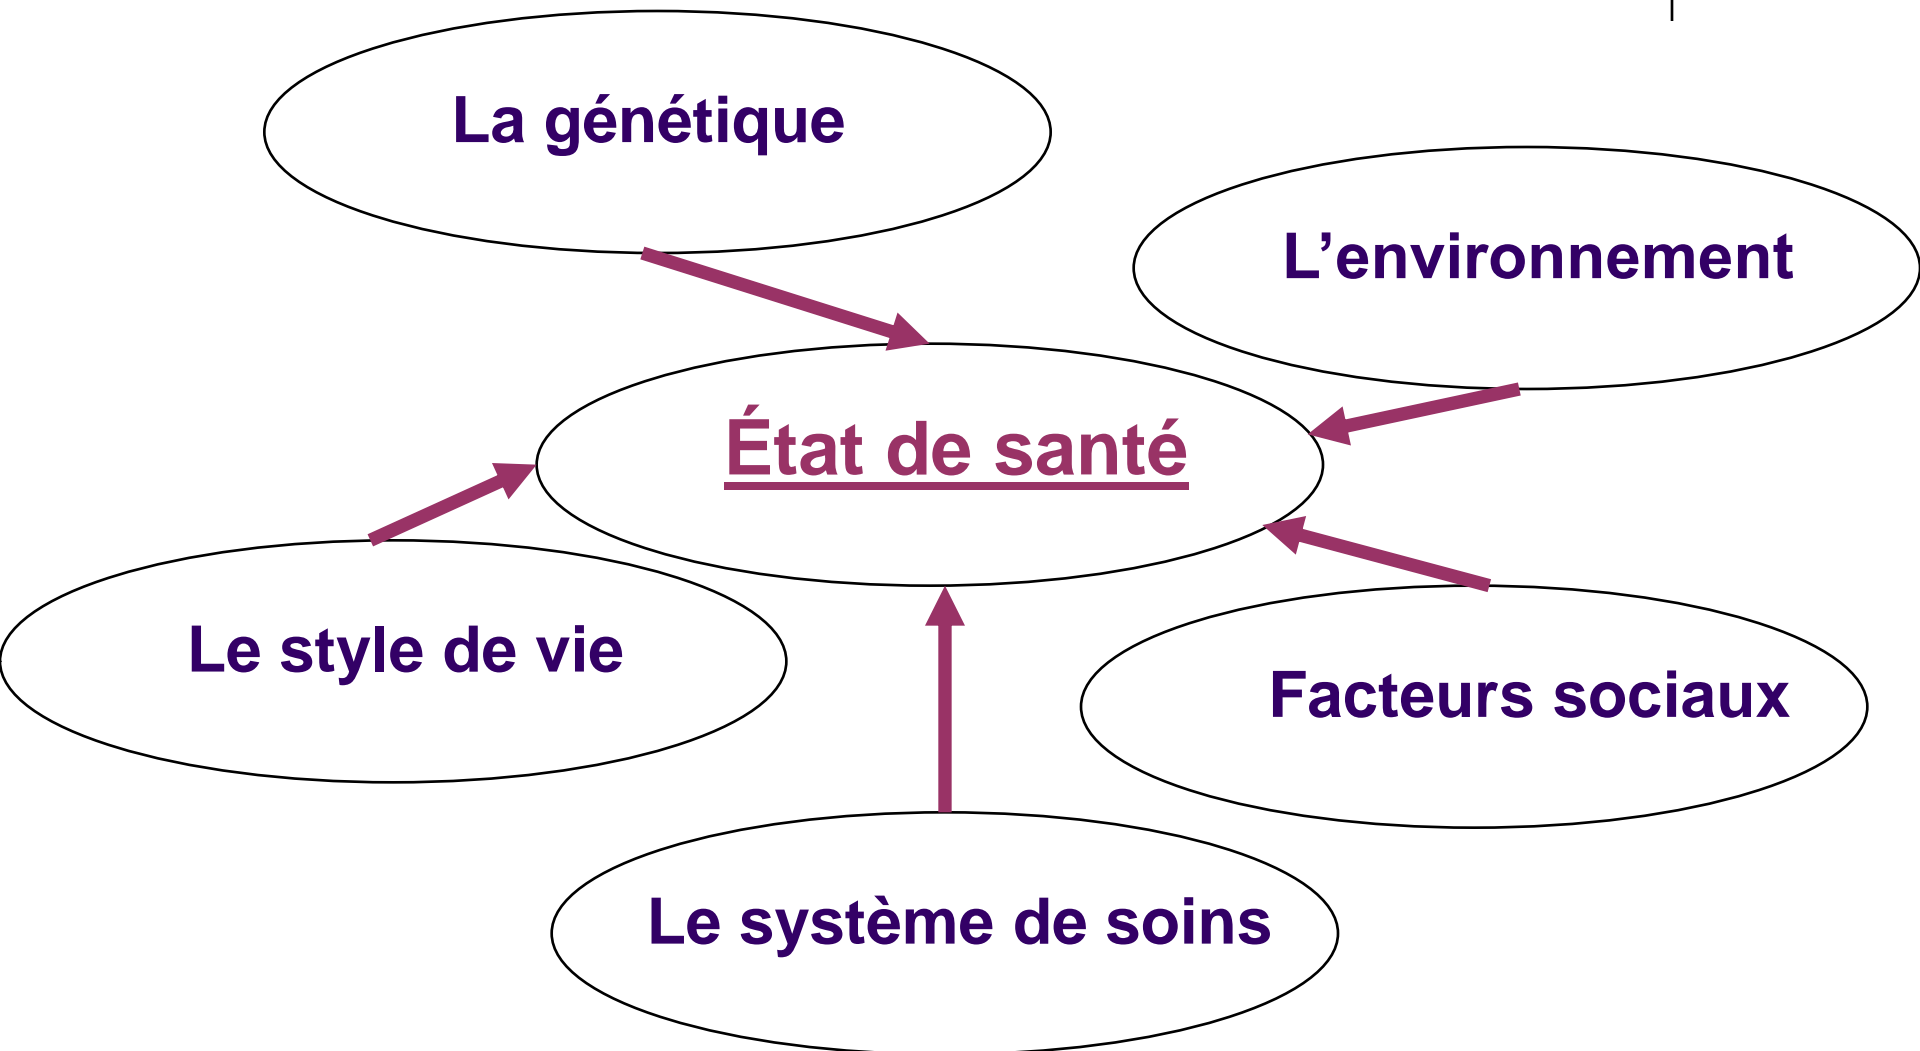 La génétique
L’environnement
État de santé
Le style de vie
Facteurs sociaux
Le système de soins